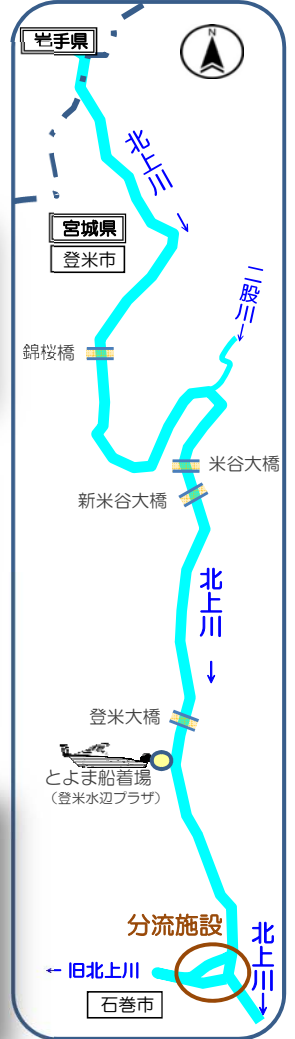 岩手県
N
北上川
↓
宮城県
登米市
二股川
↓
錦桜橋
米谷大橋
新米谷大橋
北上川
↓
登米大橋
とよま船着場
(登米水辺プラザ)
分流施設
北上川
↓
← 旧北上川
石巻市